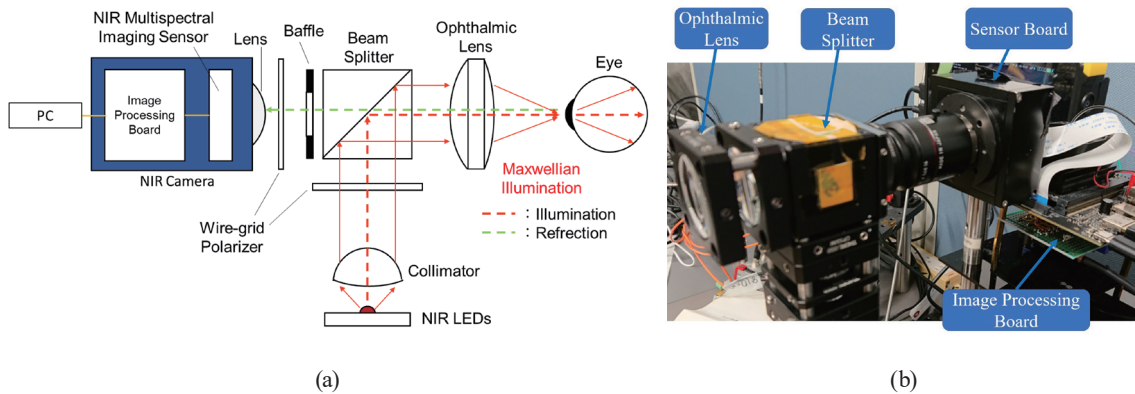 NIR Multispectral
Imaging Sensor
Lens
Baffle
Beam
Splitter
Ophthalmic
Lens
Eye
PC
Image
Processing
Board
NIR Camera
Wire-grid
Polarizer
Maxwellian
Illumination
: Illumination
: Refrection
Collimator
NIR LEDs
(a)
Ophthalmic
Lens
Beam
Splitter
Sensor Board
Image Processing
Board
(b)